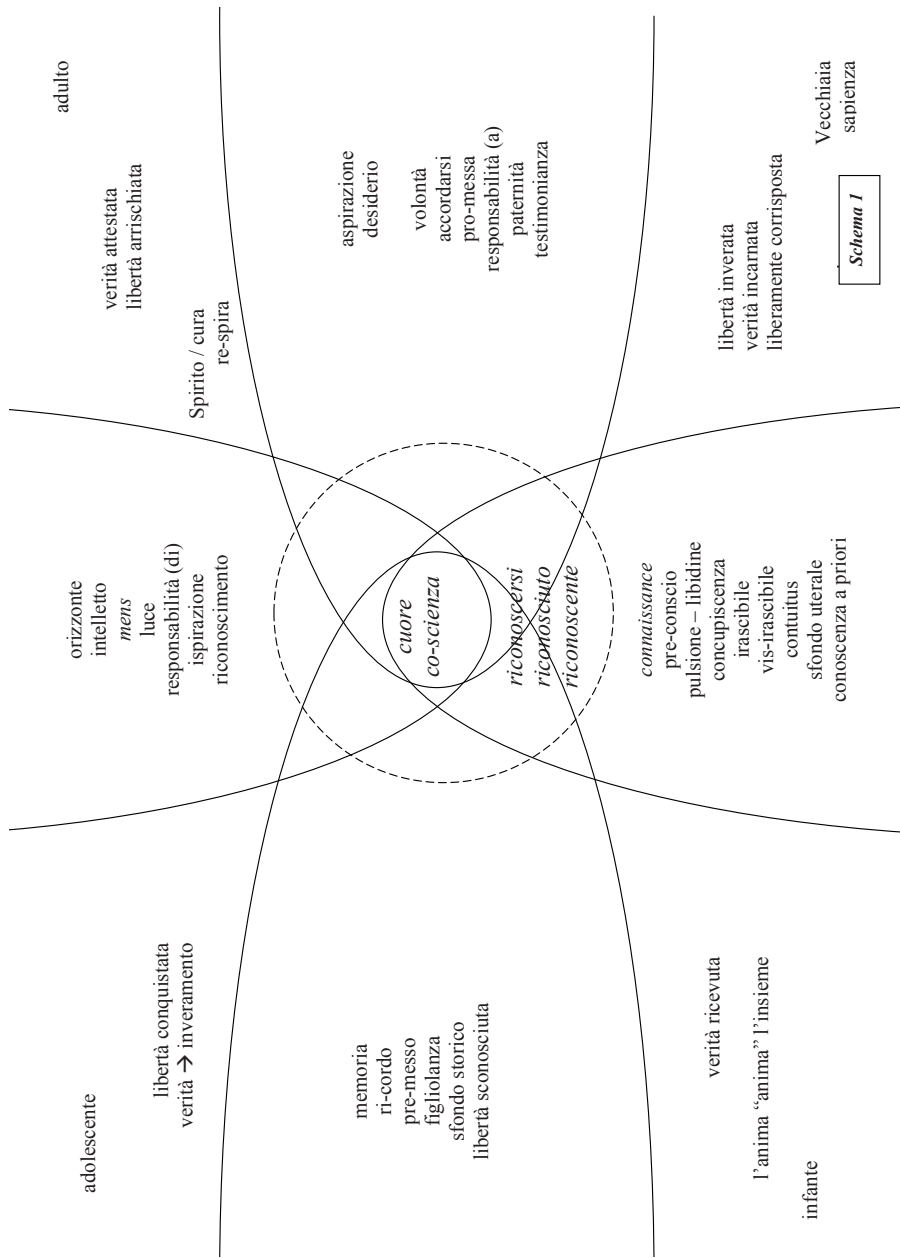 adolescente
libertà conquistata
verità → inveramento
orizzonte
intelletto
mens
luce
responsabilità (di)
ispirazione
riconoscimento
adulto
verità attestata
libertà arrischiata
Spirito / cura
re-spira
memoria
ri-cordo
pre-messo
figliolanza
sfondo storico
libertà sconosciuta
cuore
co-scienza
riconoscersi
riconosciuto
riconoscente
aspirazione
desiderio
volontà
accordarsi
pro-messa
responsabilità (a)
paternità
testimonianza
verità ricevuta
l'anima “anima” l'insieme
infante
connaissance
pre-conscio
pulsione – libidine
concupiscenza
irascibile
vis-irascibile
contuitus
sfondo uterale
conoscenza a priori
libertà inverata
verità incarnata
liberamente corrisposta
Vecchiaia
sapienza
Schema 1